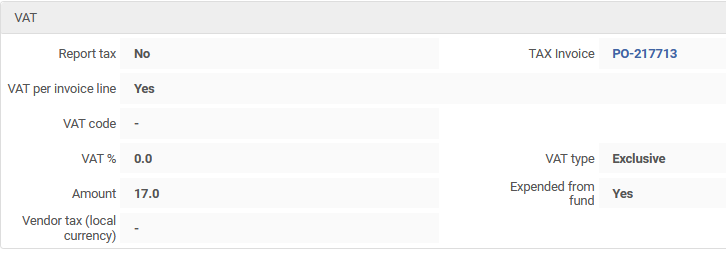 VAT
Report tax No TAX Invoice PO-217713
VAT per invoice line Yes
VAT code -
VAT % 0.0 VAT type Exclusive
Amount 17.0 Expended from
fund Yes
Vendor tax (local
currency) -